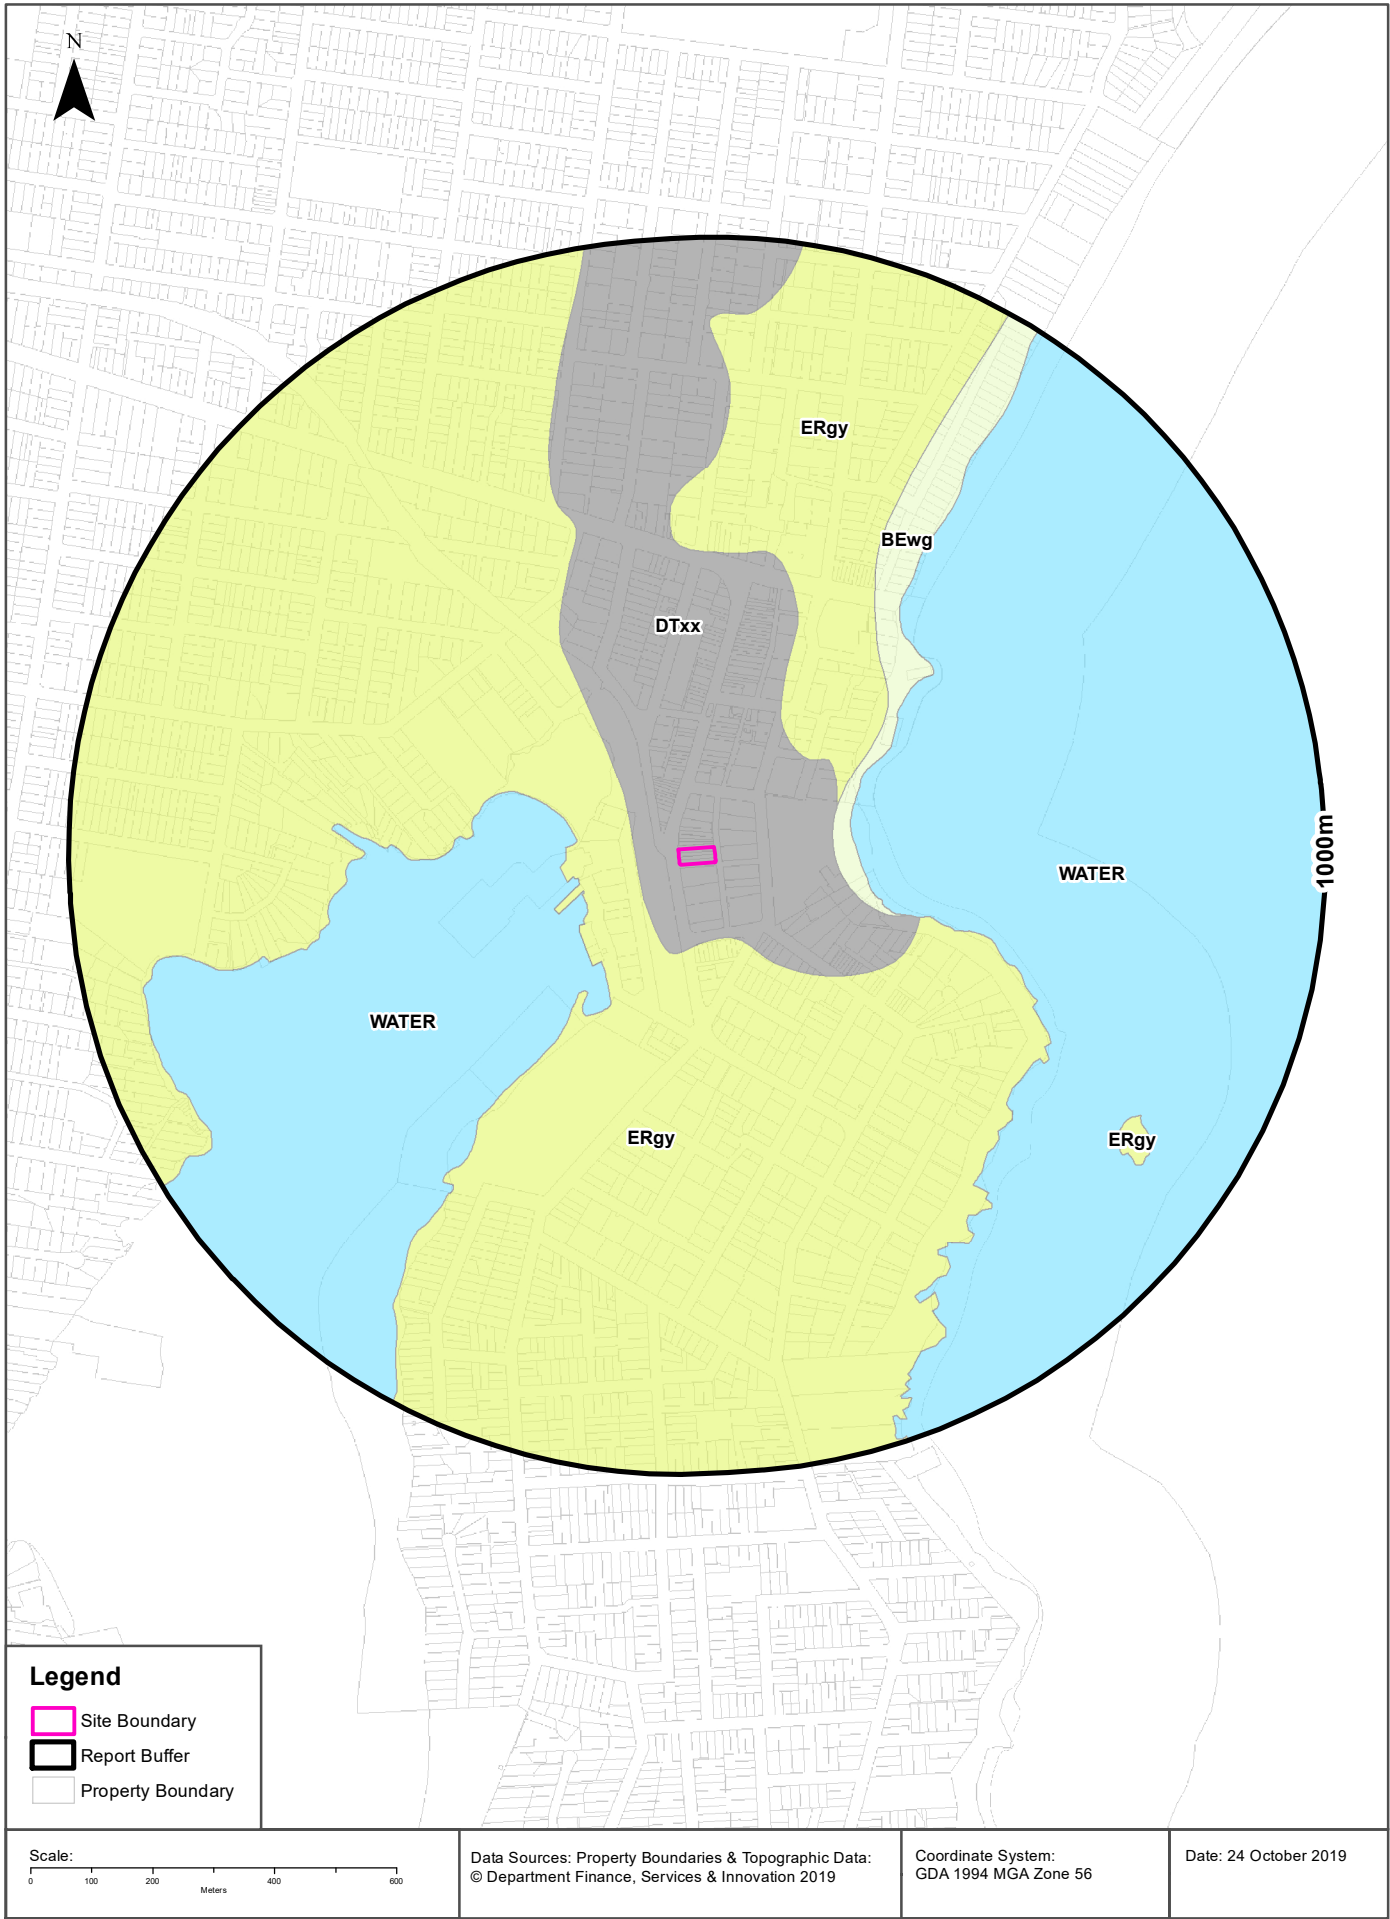 N
ERgy
BEwg
DTxx
1000m
WATER
WATER
ERgy
ERgy
Legend
Site Boundary
Report Buffer
Property Boundary
Scale:
0 100 200 400 600
Meters
Data Sources: Property Boundaries & Topographic Data:
© Department Finance, Services & Innovation 2019
Coordinate System:
GDA 1994 MGA Zone 56
Date: 24 October 2019